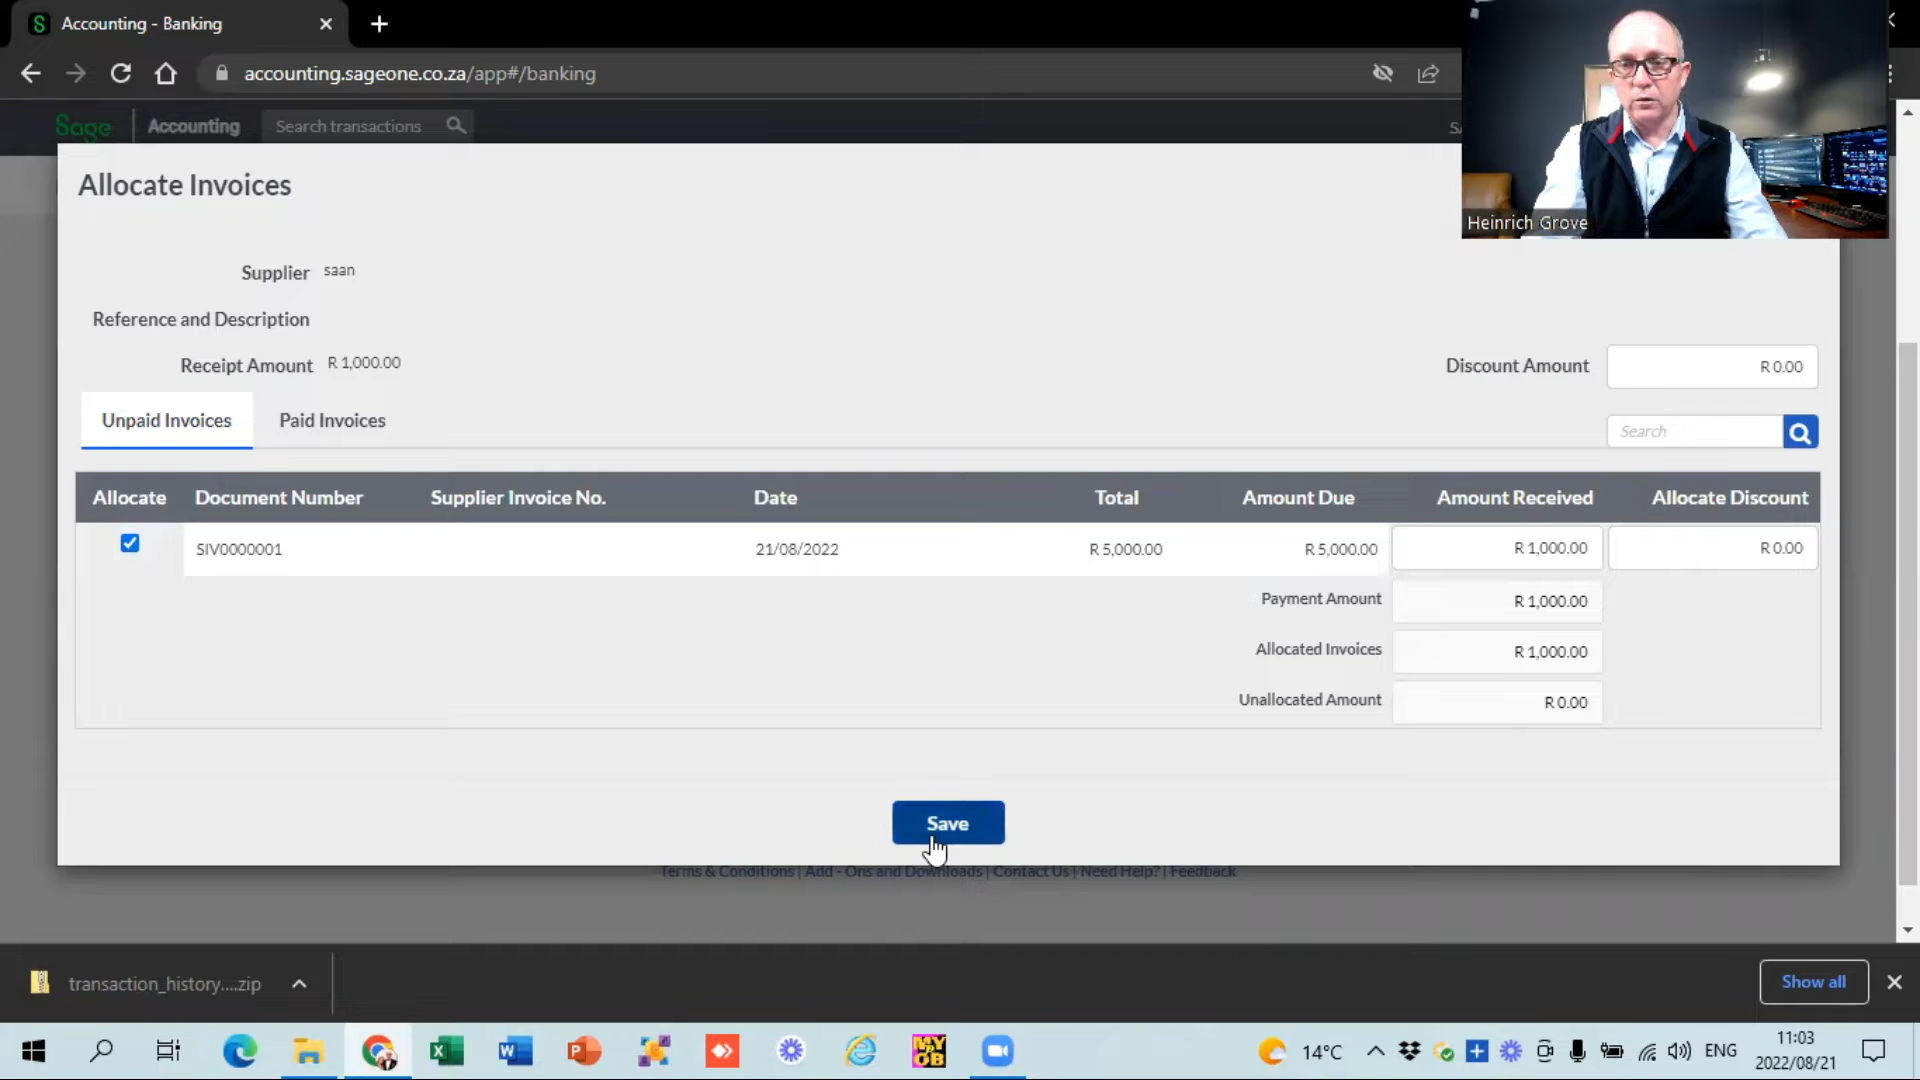 Accounting - Banking
accounting.sageone.co.za/app#/banking
Sage Accounting Search transactions
Heinrich Grove
Allocate Invoices
Supplier saan
Reference and Description
Receipt Amount R 1,000.00
Discount Amount R 0.00
Unpaid Invoices Paid Invoices
Search
Allocate Document Number Supplier Invoice No. Date Total Amount Due Amount Received Allocate Discount
SIV0000001 21/08/2022 R 5,000.00 R 5,000.00 R 1,000.00 R 0.00
Payment Amount R 1,000.00
Allocated Invoices R 1,000.00
Unallocated Amount R 0.00
Save
Terms & Conditions | Add - Ons and Downloads | Contact Us | Need Help? | Feedback
transaction_history....zip
Show all
MY OB
14°C
ENG
11:03
2022/08/21